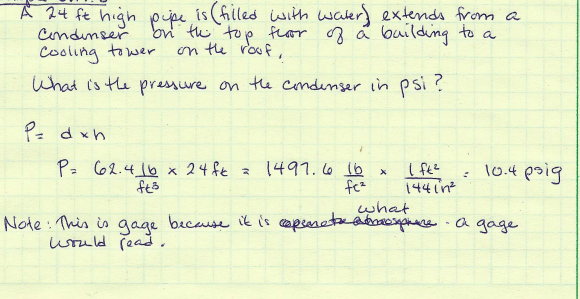 A 24 ft high pipe is (filled with water) extends from a
condenser on the top floor of a building to a
cooling tower on the roof.
What is the pressure on the condenser in psi?
P= d x h
P= 62.4 lb/ft3 x 24 ft = 1497.6 lb/ft2 x 1 ft2/144 in2 = 10.4 psig
what
Note: This is gage because it is - a gage
would read.